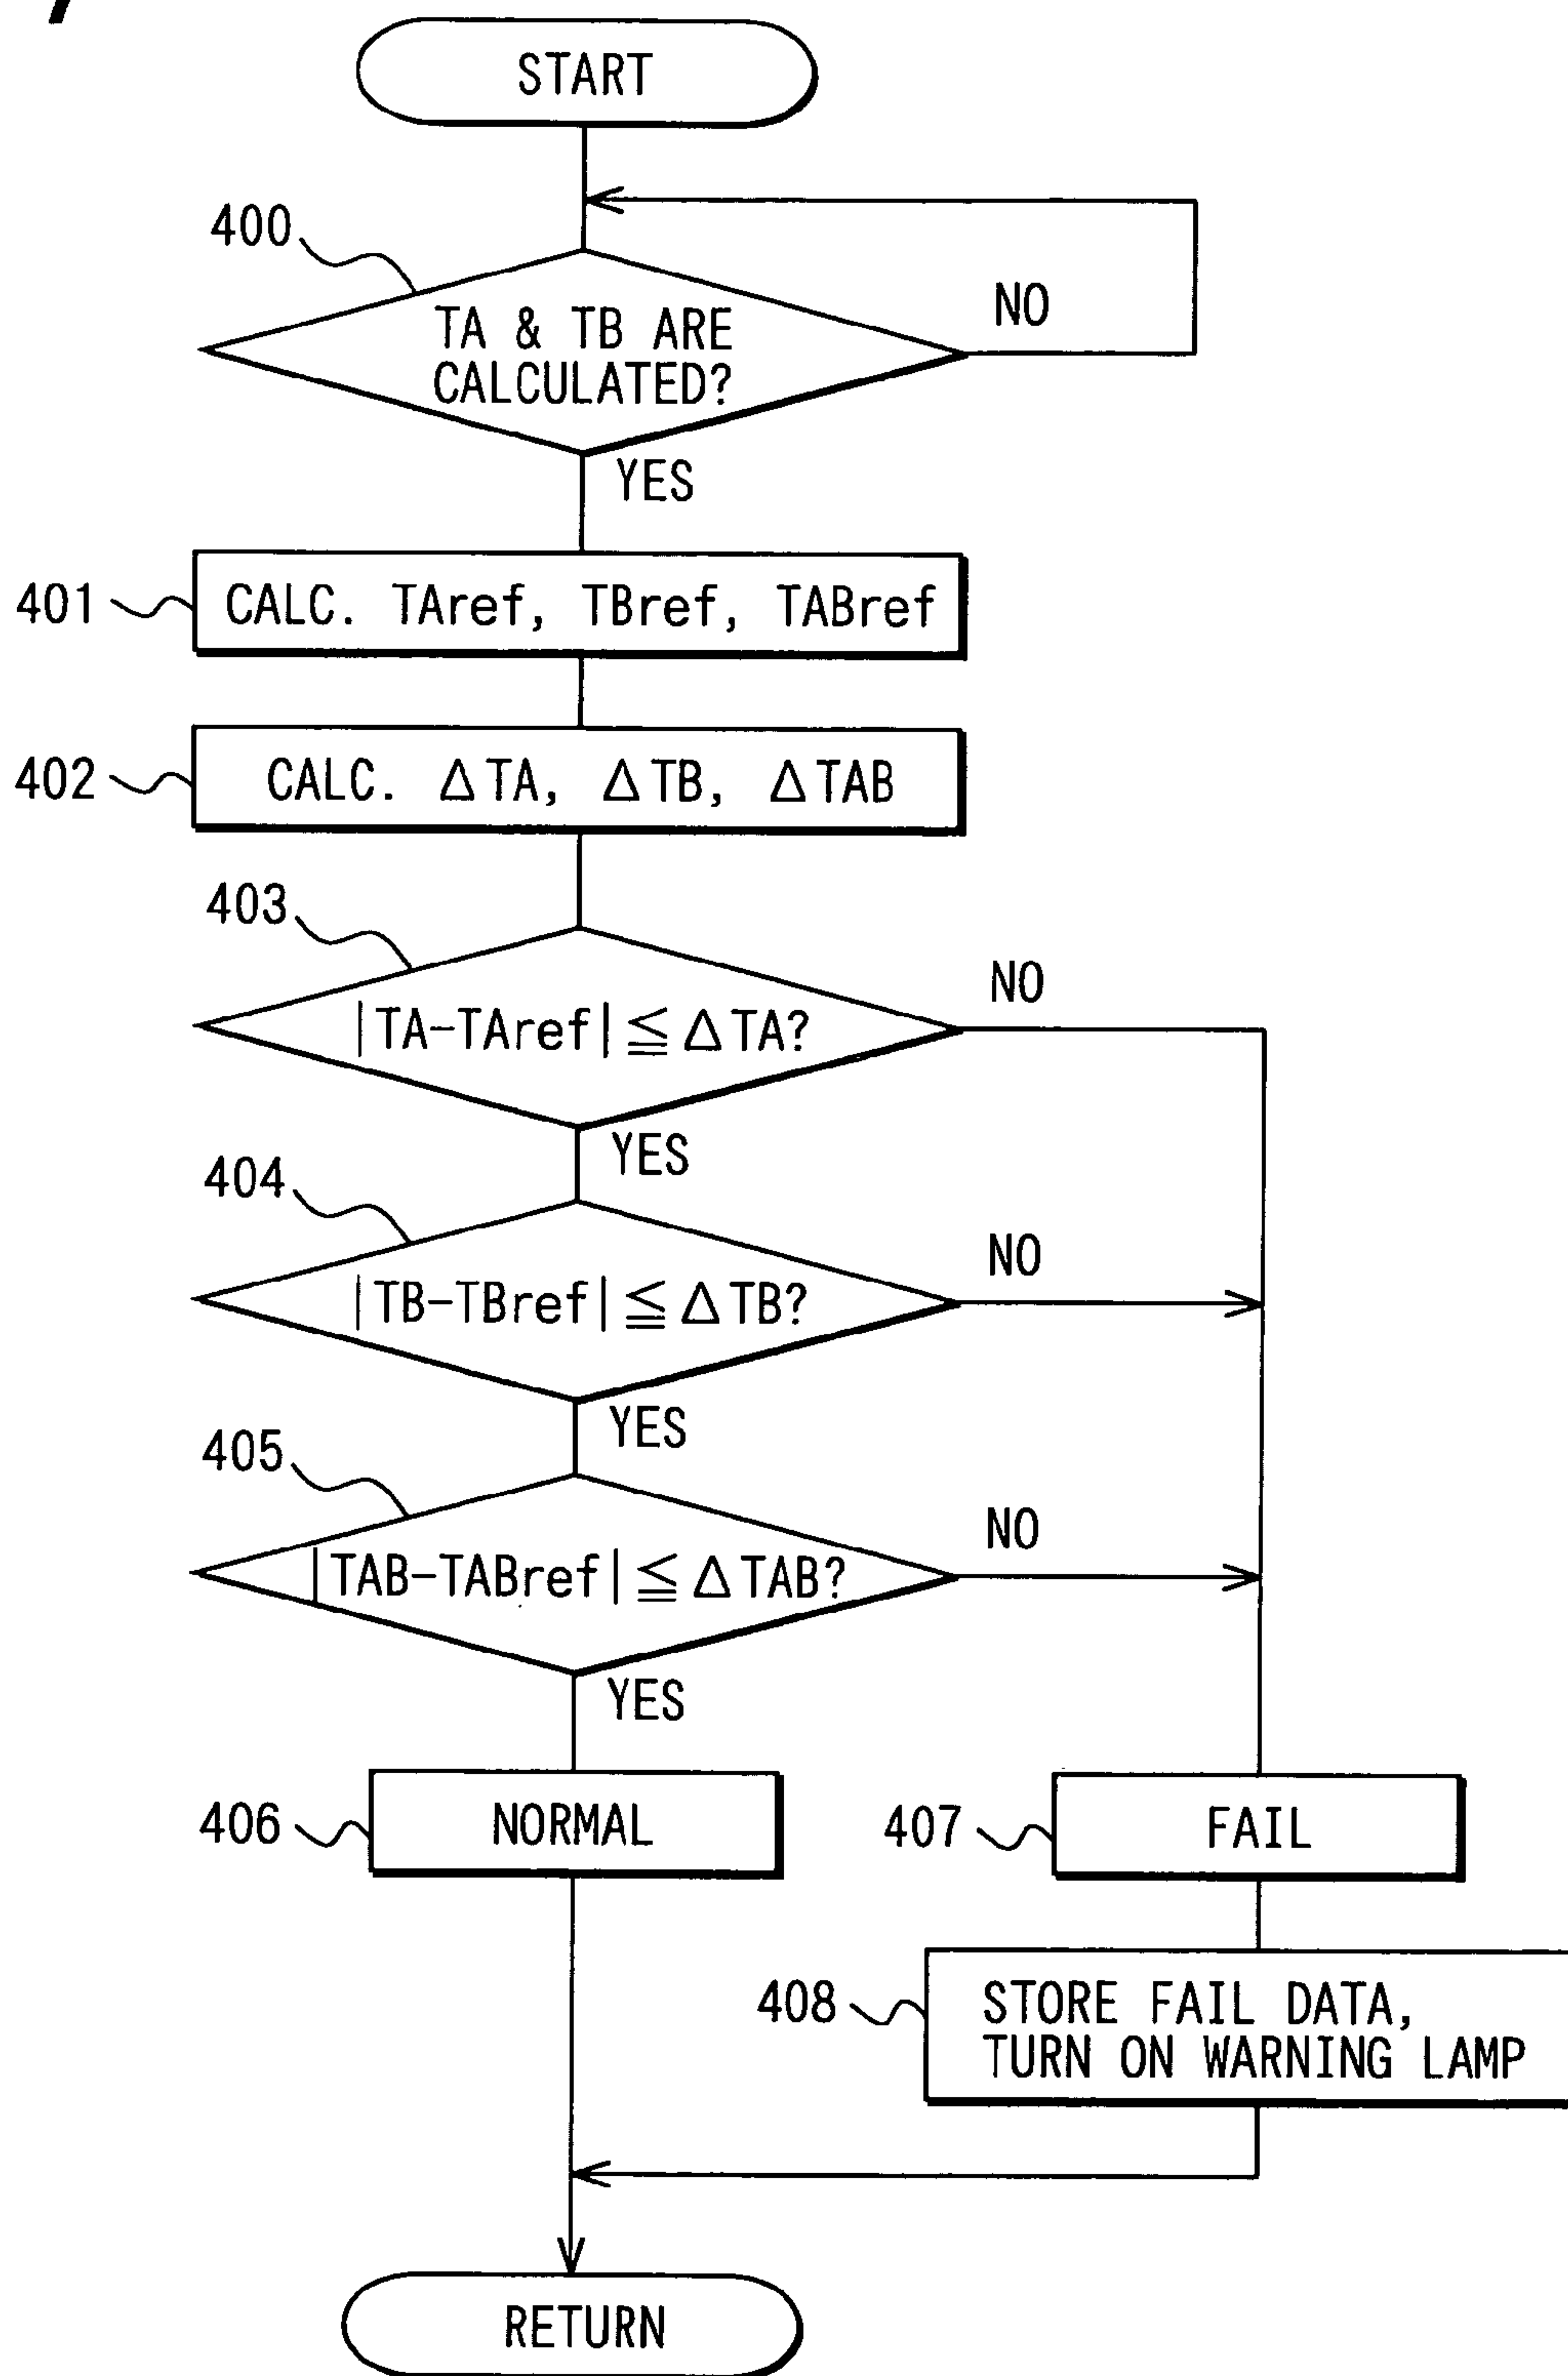 START
400
TA & TB ARE
CALCULATED?
NO
YES
401
CALC. TAref, TBref, TABref
402
CALC. ΔTA, ΔTB, ΔTAB
403
|TA-TAref|≦ΔTA?
NO
YES
404
|TB-TBref|≦ΔTB?
NO
YES
405
|TAB-TABref|≦ΔTAB?
NO
YES
406
NORMAL
407
FAIL
408
STORE FAIL DATA,
TURN ON WARNING LAMP
RETURN